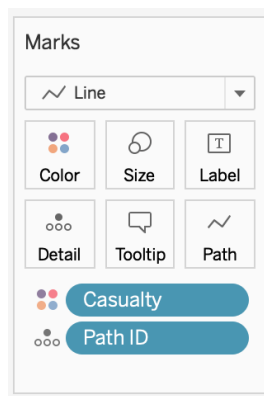 Marks
Line
Color Size T Label
Detail Tooltip Path
Casualty
Path ID